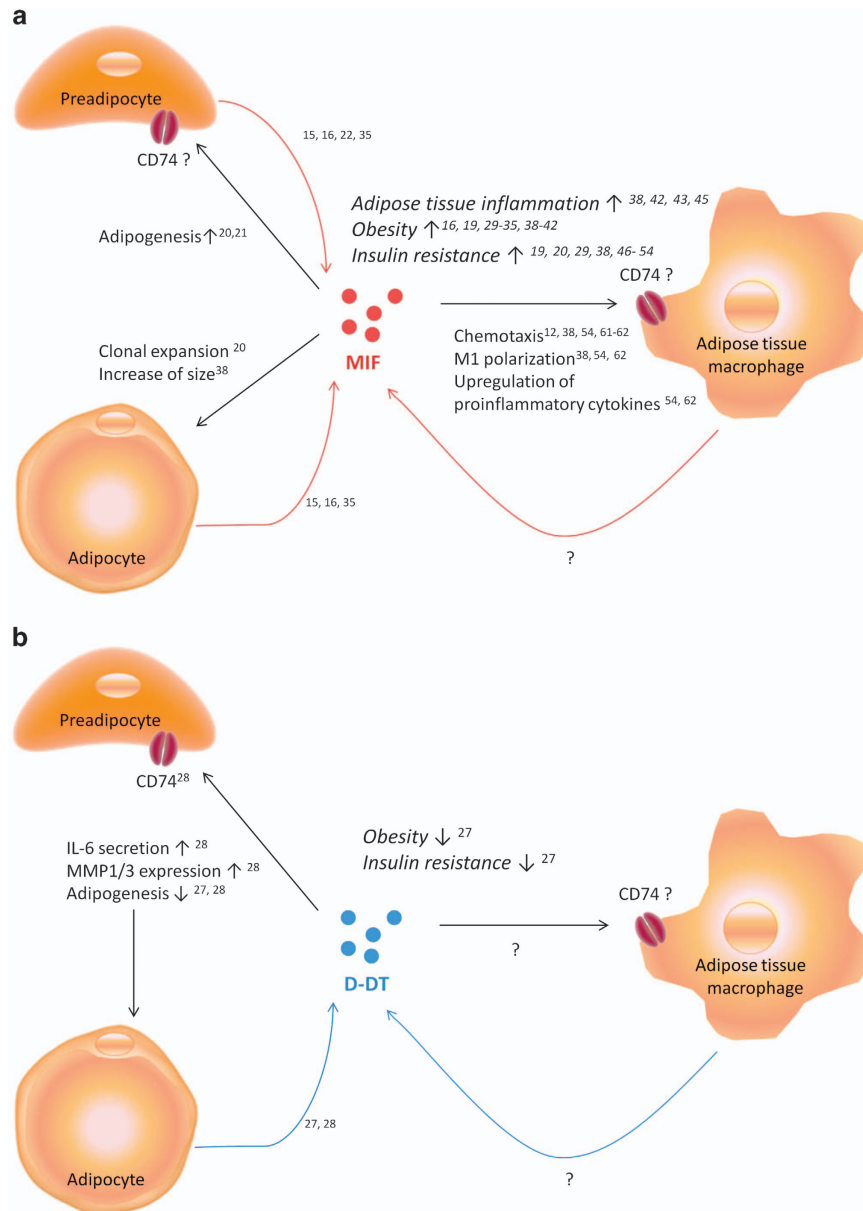 a
Preadipocyte
CD74 ?
15, 16, 22, 35
Adipogenesis ↑20,21
Adipose tissue inflammation ↑ 38, 42, 43, 45
Obesity ↑16, 19, 29-35, 38-42
Insulin resistance ↑ 19, 20, 29, 38, 46- 54
CD74 ?
Clonal expansion 20
Increase of size38
MIF
Chemotaxis12, 38, 54, 61-62
M1 polarization38, 54, 62
Upregulation of
proinflammatory cytokines 54, 62
Adipose tissue
macrophage
Adipocyte
15, 16, 35
?
b
Preadipocyte
CD7428
IL-6 secretion ↑ 28
MMP1/3 expression ↑ 28
Adipogenesis ↓ 27, 28
Obesity ↓ 27
Insulin resistance ↓ 27
CD74 ?
?
D-DT
Adipose tissue
macrophage
27, 28
Adipocyte
?